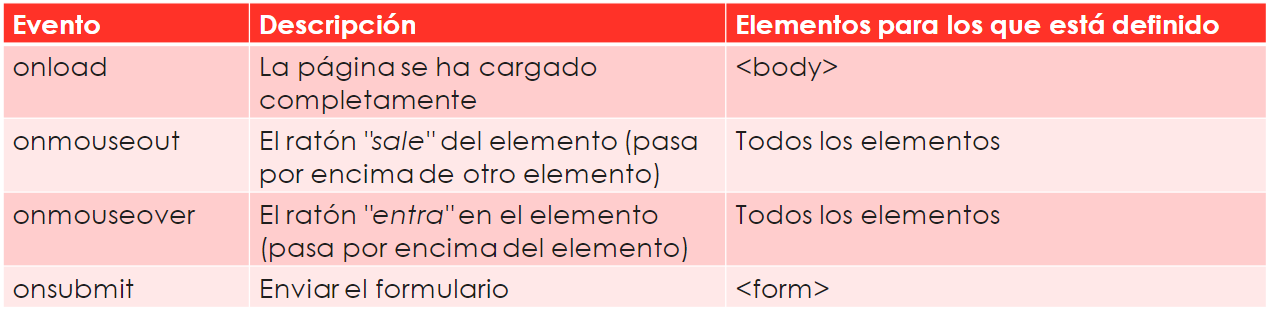 Evento Descripción Elementos para los que está definido
onload La página se ha cargado <body>
completamente
onmouseout El ratón "sale" del elemento (pasa Todos los elementos
por encima de otro elemento)
onmouseover El ratón "entra" en el elemento Todos los elementos
(pasa por encima del elemento)
onsubmit Enviar el formulario <form>